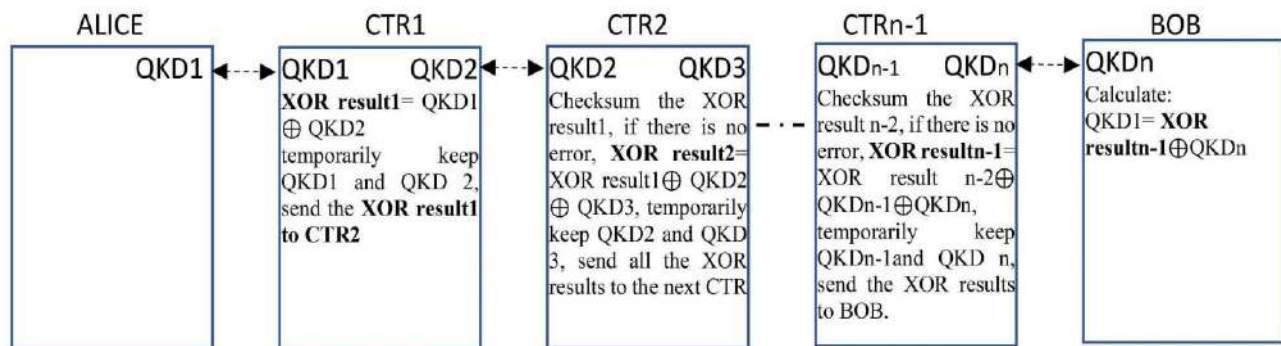 ALICE
QKD1
CTR1
QKD1 QKD2
XOR result1= QKD1
⊕ QKD2
temporarily keep
QKD1 and QKD 2,
send the XOR result1
to CTR2
CTR2
QKD2 QKD3
Checksum the XOR
result1, if there is no
error, XOR result2=
XOR result1⊕ QKD2
⊕ QKD3, temporarily
keep QKD2 and QKD
3, send all the XOR
results to the next CTR
CTRn-1
QKDn-1 QKDn
Checksum the XOR
result n-2, if there is no
error, XOR resultn-1=
XOR result n-2⊕
QKDn-1⊕QKDn,
temporarily keep
QKDn-1and QKD n,
send the XOR results
to BOB.
BOB
QKDn
Calculate:
QKD1= XOR
resultn-1⊕QKDn